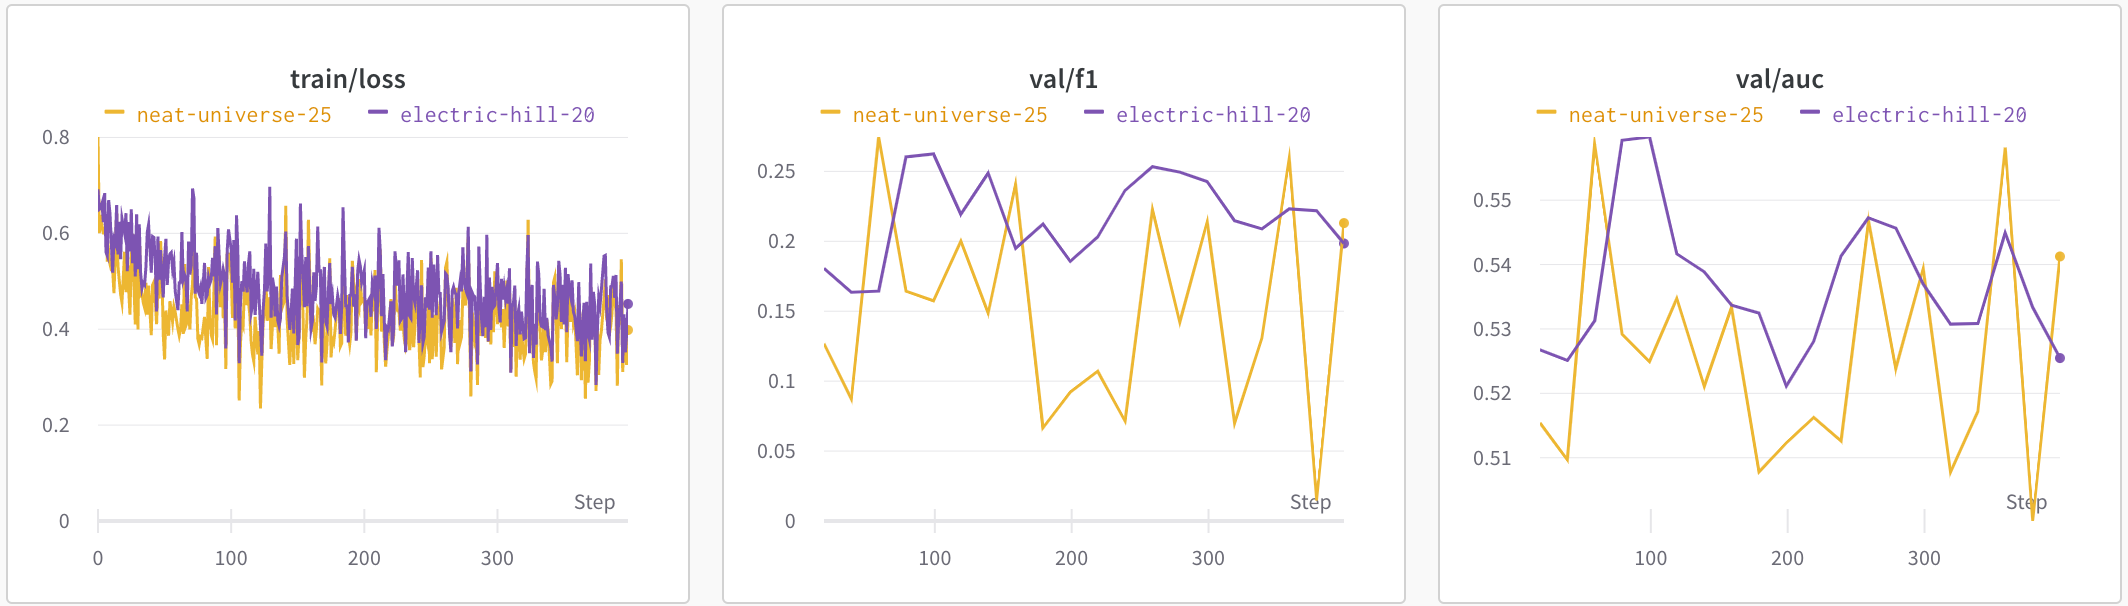 train/loss
neat-universe-25 electric-hill-20
0.8
0.6
0.4
0.2
0
Step
0 100 200 300
val/f1
neat-universe-25 electric-hill-20
0.25
0.2
0.15
0.1
0.05
0
Step
100 200 300
val/auc
neat-universe-25 electric-hill-20
0.55
0.54
0.53
0.52
0.51
Step
100 200 300